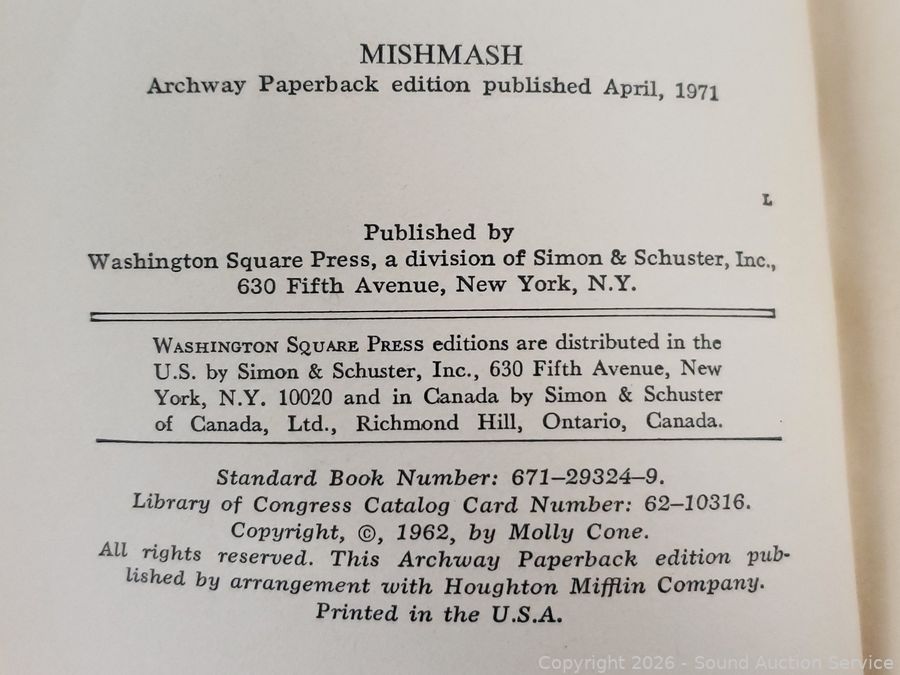 MISHMASH
Archway Paperback edition published April, 1971
L
Published by
Washington Square Press, a division of Simon & Schuster, Inc.,
630 Fifth Avenue, New York, N.Y.
WASHINGTON SQUARE PRESS editions are distributed in the
U.S. by Simon & Schuster, Inc., 630 Fifth Avenue, New
York, N.Y. 10020 and in Canada by Simon & Schuster
of Canada, Ltd., Richmond Hill, Ontario, Canada.
Standard Book Number: 671–29324–9.
Library of Congress Catalog Card Number: 62–10316.
Copyright, ©, 1962, by Molly Cone.
All rights reserved. This Archway Paperback edition pub-
lished by arrangement with Houghton Mifflin Company.
Printed in the U.S.A.
Copyright 2026 - Sound Auction Service